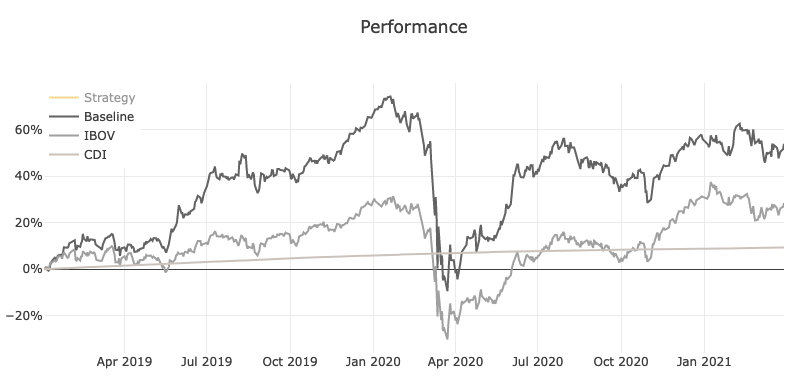 Performance
Strategy
Baseline
IBOV
CDI
60%
40%
20%
0%
−20%
Apr 2019
Jul 2019
Oct 2019
Jan 2020
Apr 2020
Jul 2020
Oct 2020
Jan 2021